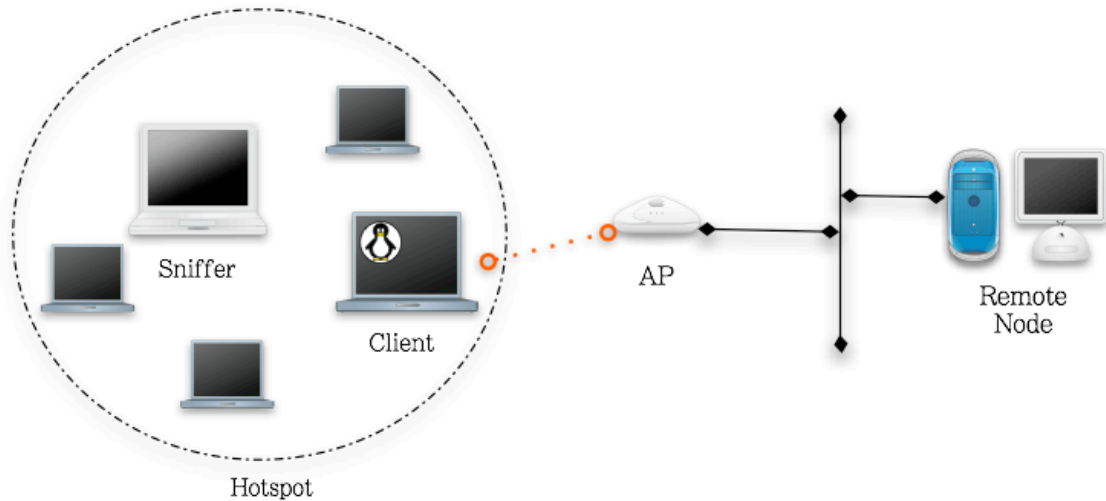 Sniffer
Client
Hotspot
AP
Remote
Node